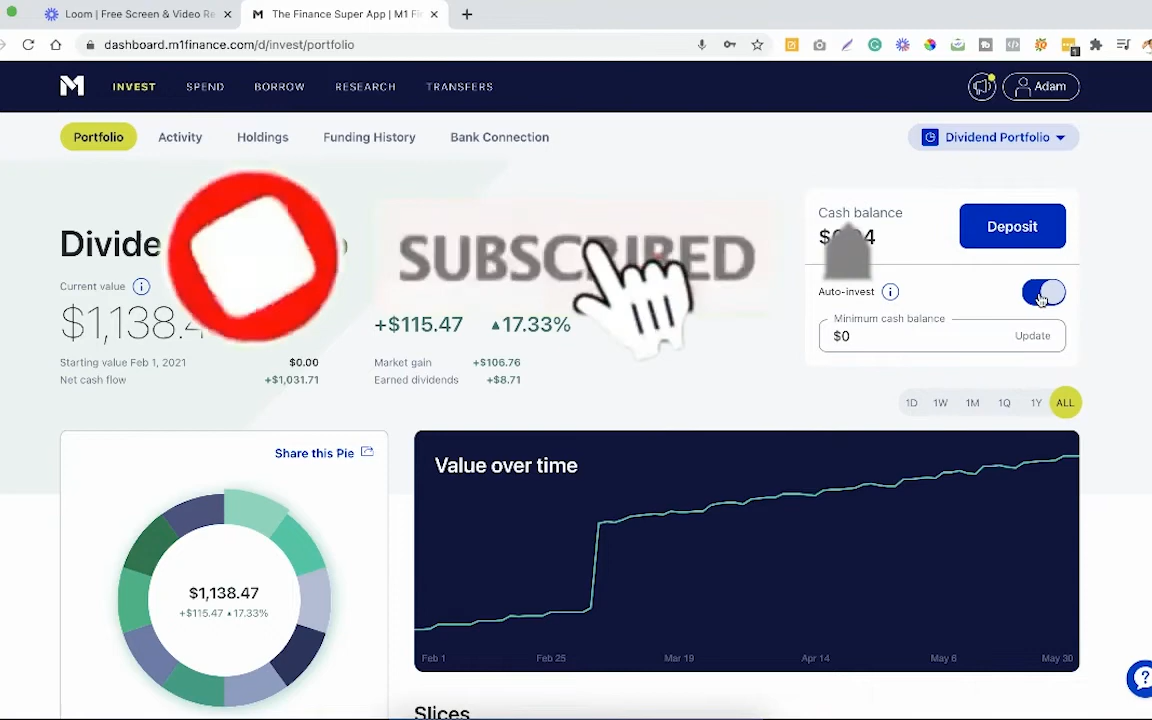 Loom | Free Screen & Video Re
The Finance Super App | M1 Fi
dashboard.m1finance.com/d/invest/portfolio
INVEST SPEND BORROW RESEARCH TRANSFERS Adam
Portfolio Activity Holdings Funding History Bank Connection Dividend Portfolio
Cash balance
Deposit
SUBSCRIBED
Current value
Auto-invest
+$115.47 ▲17.33%
Minimum cash balance
$0 Update
Starting value Feb 1, 2021 $0.00
Market gain +$106.76
Net cash flow +$1,031.71
Earned dividends +$8.71
1D 1W 1M 1Q 1Y ALL
Share this Pie
Value over time
$1,138.47
+$115.47 ▲17.33%
Feb 1 Feb 25 Mar 19 Apr 14 May 6 May 30
Slices